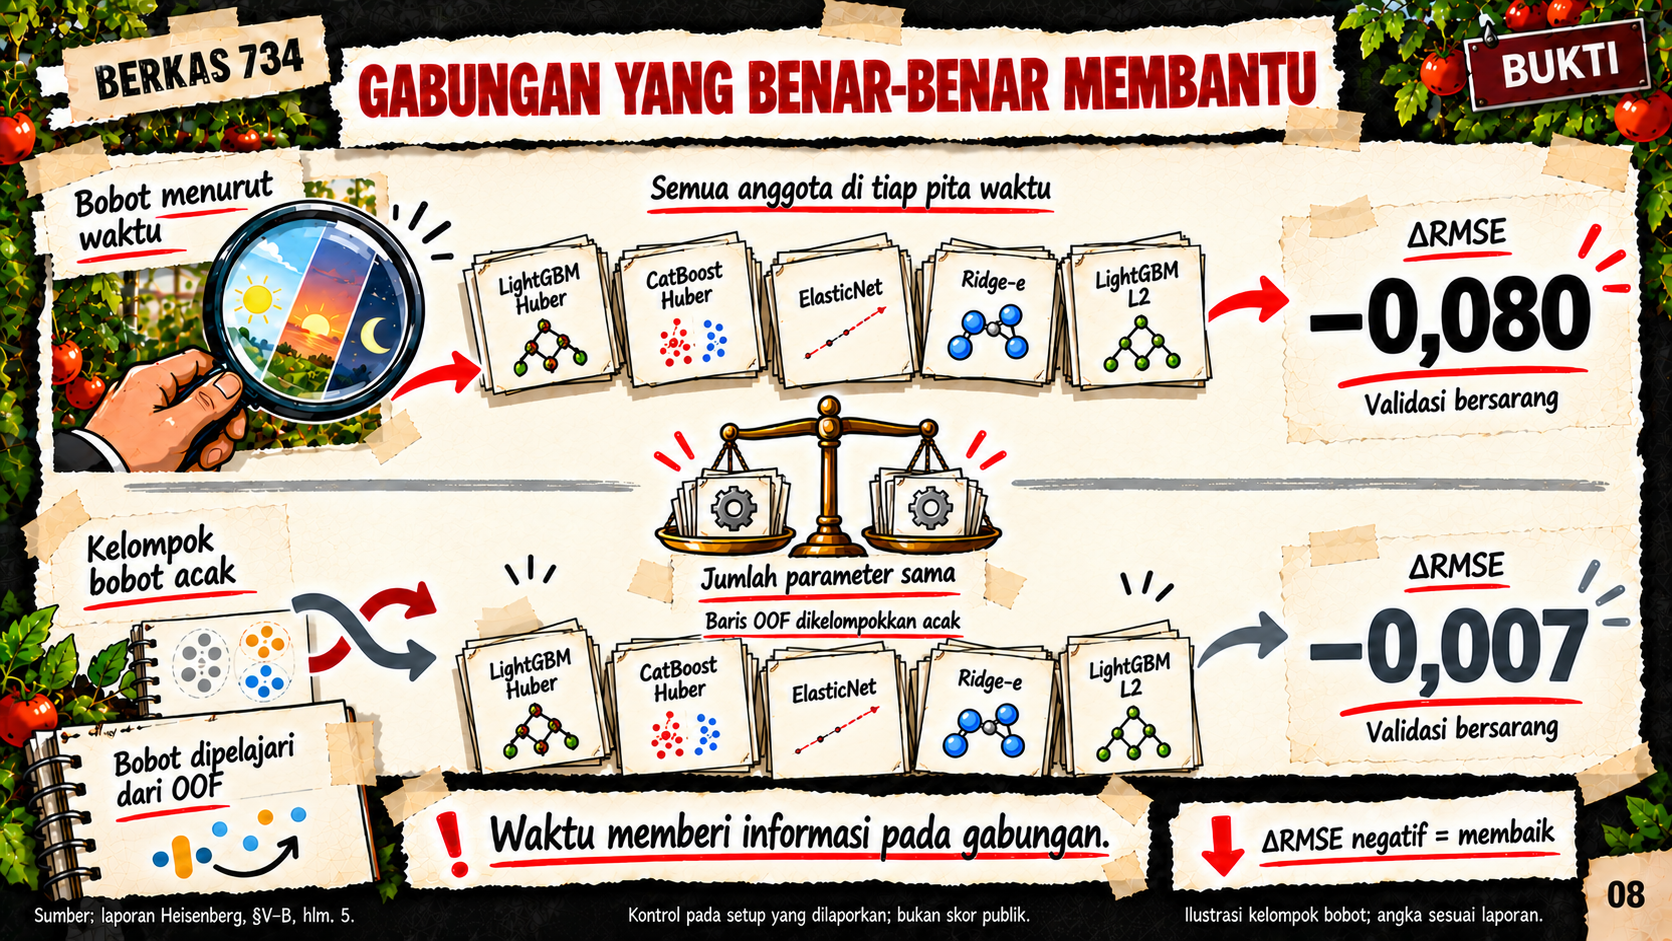 BERKAS 734
GABUNGAN YANG BENAR-BENAR MEMBANTU
BUKTI
Bobot menurut
waktu
Semua anggota di tiap pita waktu
LightGBM
Huber
CatBoost
Huber
ElasticNet
Ridge-e
LightGBM
L2
ΔRMSE
−0,080
Validasi bersarang
Kelompok
bobot acak
Jumlah parameter sama
Baris OOF dikelompokkan acak
LightGBM
Huber
CatBoost
Huber
ElasticNet
Ridge-e
LightGBM
L2
ΔRMSE
−0,007
Validasi bersarang
Bobot dipelajari
dari OOF
! Waktu memberi informasi pada gabungan.
ΔRMSE negatif = membaik
08
Sumber; laporan Heisenberg, §V-B, hlm. 5.
Kontrol pada setup yang dilaporkan; bukan skor publik.
Ilustrasi kelompok bobot; angka sesuai laporan.